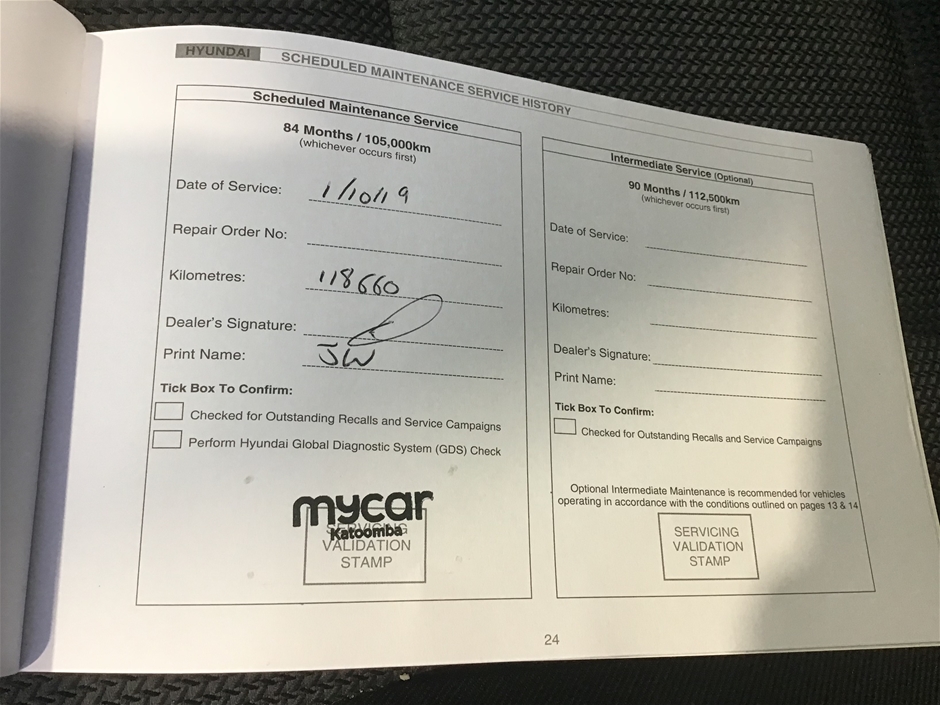 HYUNDAI
SCHEDULED MAINTENANCE SERVICE HISTORY
Scheduled Maintenance Service
84 Months / 105,000km
(whichever occurs first)
Date of Service: 1/10/19
Repair Order No:
Kilometres: 118660
Dealer's Signature:
Print Name: JW
Tick Box To Confirm:
Checked for Outstanding Recalls and Service Campaigns
Perform Hyundai Global Diagnostic System (GDS) Check
mycar
Katoomba
SERVICING
VALIDATION
STAMP
Intermediate Service (Optional)
90 Months / 112,500km
(whichever occurs first)
Date of Service:
Repair Order No:
Kilometres:
Dealer's Signature:
Print Name:
Tick Box To Confirm:
Checked for Outstanding Recalls and Service Campaigns
Optional Intermediate Maintenance is recommended for vehicles
operating in accordance with the conditions outlined on pages 13 & 14
SERVICING
VALIDATION
STAMP
24